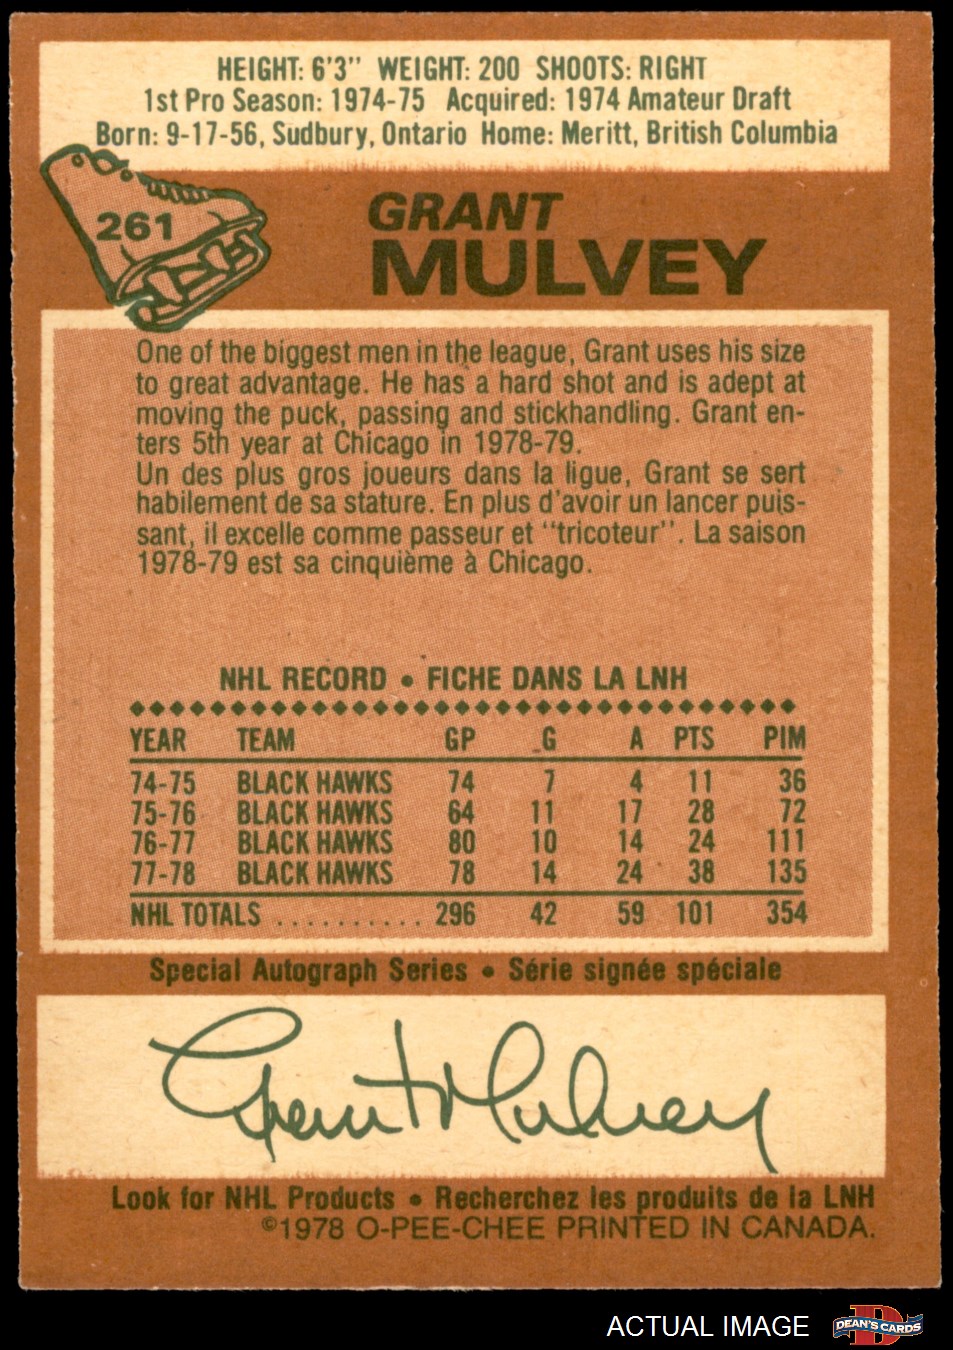 HEIGHT: 6'3" WEIGHT: 200 SHOOTS: RIGHT
1st Pro Season: 1974-75 Acquired: 1974 Amateur Draft
Born: 9-17-56, Sudbury, Ontario Home: Meritt, British Columbia
261
GRANT
MULVEY
One of the biggest men in the league, Grant uses his size
to great advantage. He has a hard shot and is adept at
moving the puck, passing and stickhandling. Grant en-
ters 5th year at Chicago in 1978-79.
Un des plus gros joueurs dans la ligue, Grant se sert
habilement de sa stature. En plus d'avoir un lancer puis-
sant, il excelle comme passeur et "tricoteur". La saison
1978-79 est sa cinquième à Chicago.
NHL RECORD • FICHE DANS LA LNH
YEAR TEAM GP G A PTS PIM
74-75 BLACK HAWKS 74 7 4 11 36
75-76 BLACK HAWKS 64 11 17 28 72
76-77 BLACK HAWKS 80 10 14 24 111
77-78 BLACK HAWKS 78 14 24 38 135
NHL TOTALS .......... 296 42 59 101 354
Special Autograph Series • Série signée spéciale
Grant Mulvey
Look for NHL Products • Recherchez les produits de la LNH
©1978 O-PEE-CHEE PRINTED IN CANADA.
ACTUAL IMAGE
D
DEAN'S CARDS